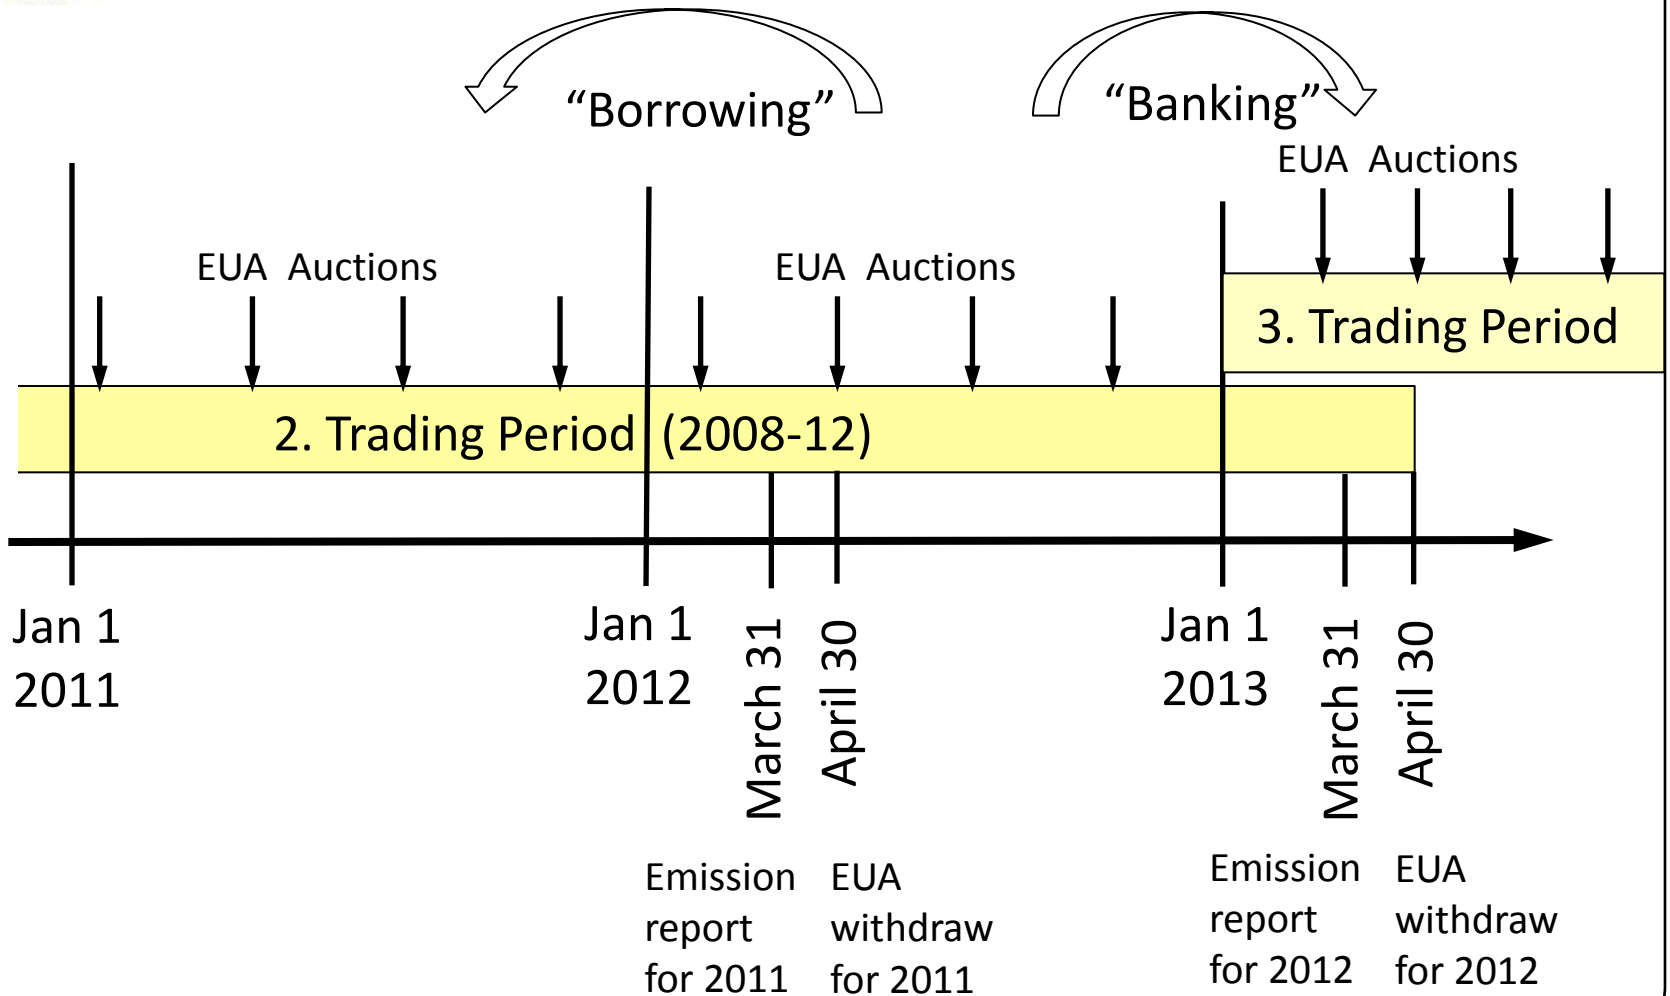 “Borrowing”
“Banking”
EUA Auctions
EUA Auctions
EUA Auctions
3. Trading Period
2. Trading Period (2008-12)
Jan 1
2011
Jan 1
2012
March 31
April 30
Jan 1
2013
March 31
April 30
Emission
report
for 2011
EUA
withdraw
for 2011
Emission
report
for 2012
EUA
withdraw
for 2012